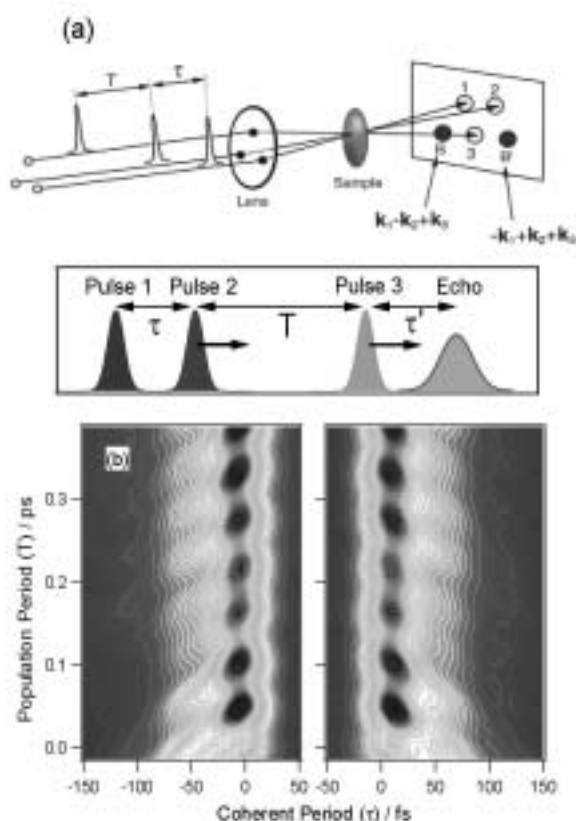 (a)
T τ
1 2
3
B B'
Lens
Sample
k₁-k₂+k₃
-k₁+k₂+k₃
Pulse 1 Pulse 2 Pulse 3 Echo
τ T τ'
(b)
Population Period (T) / ps
0.3
0.2
0.1
0.0
-150 -100 -50 0 50 -50 0 50 100 150
Coherent Period (τ) / fs